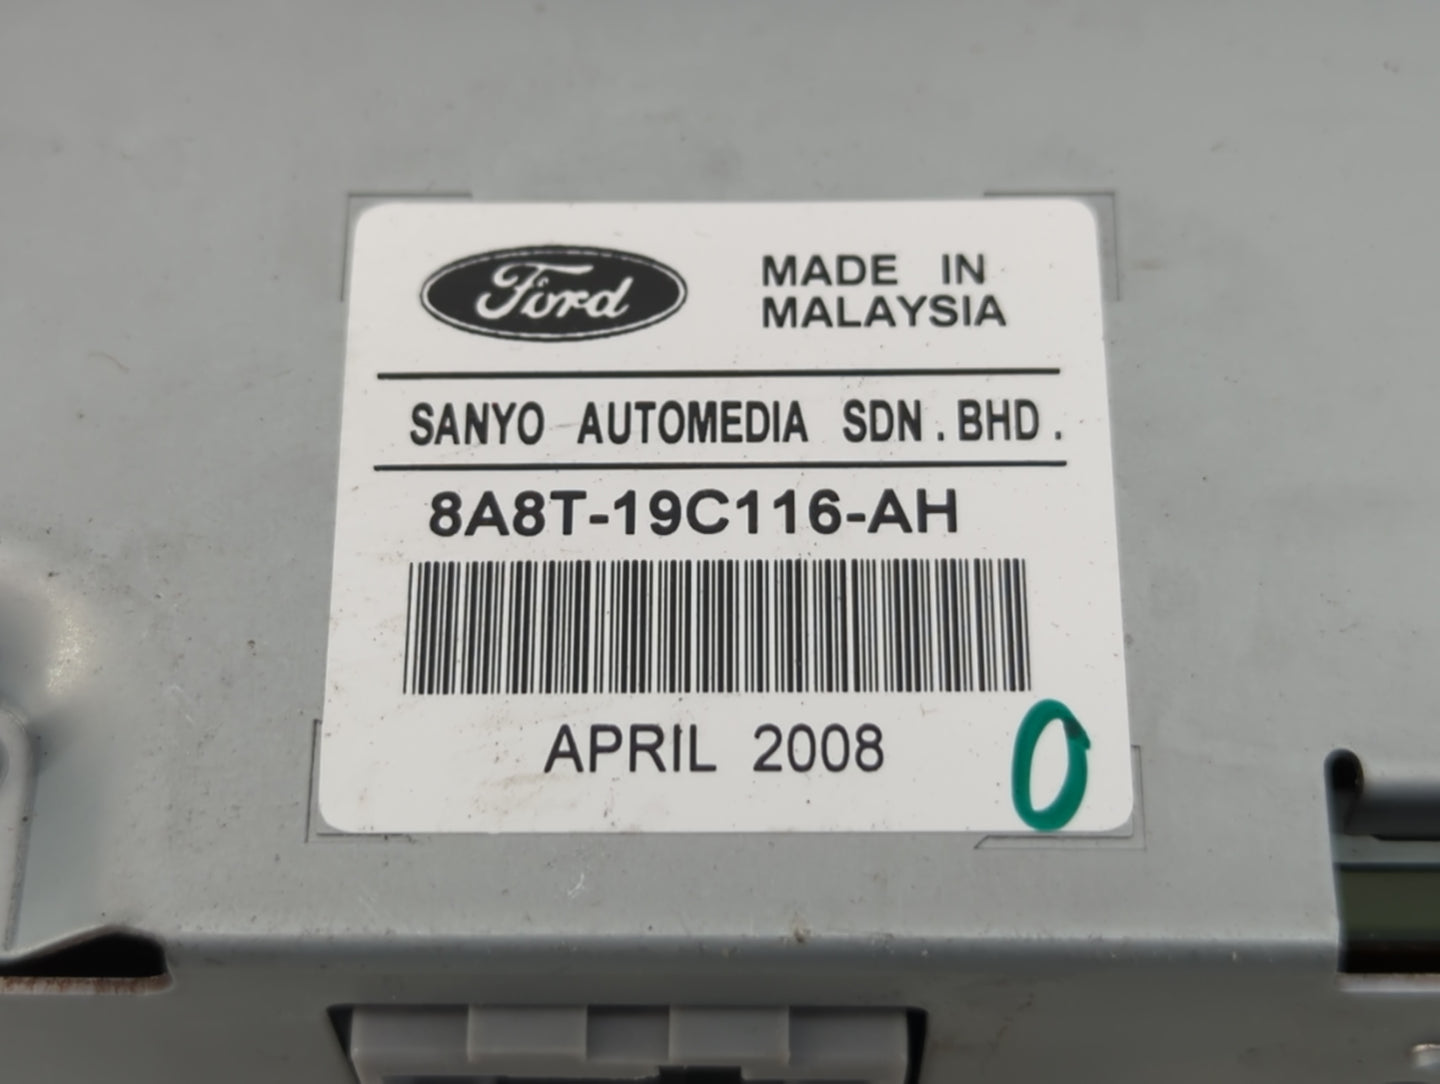 Ford
MADE IN
MALAYSIA
SANYO AUTOMEDIA SDN. BHD.
8A8T-19C116-AH
APRIL 2008
0